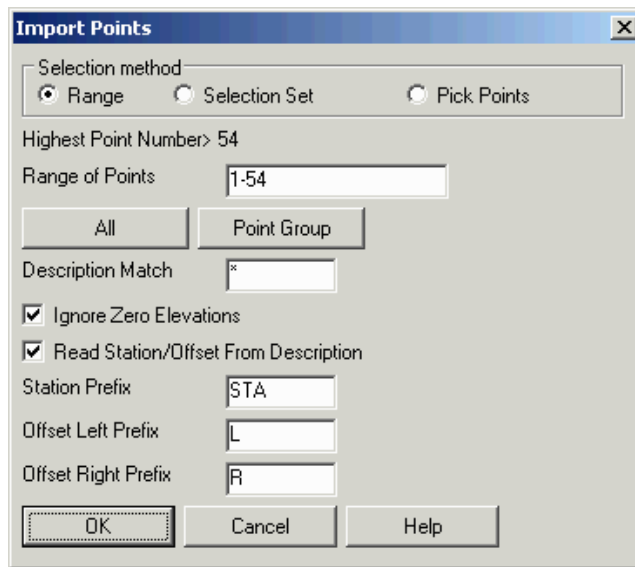 Import Points
Selection method
Range Selection Set Pick Points
Highest Point Number> 54
Range of Points 1-54
All Point Group
Description Match *
Ignore Zero Elevations
Read Station/Offset From Description
Station Prefix STA
Offset Left Prefix L
Offset Right Prefix R
OK Cancel Help